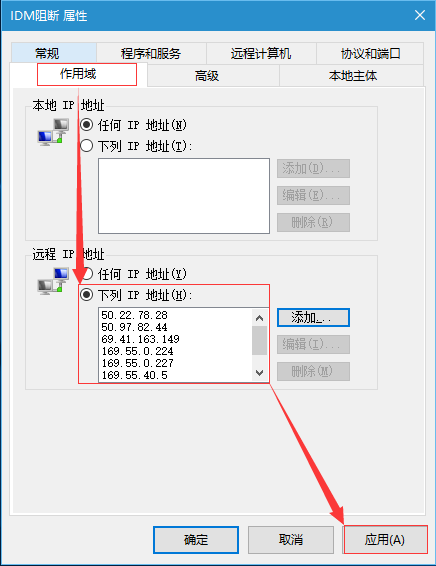 IDM阻断 属性
常规 程序和服务 远程计算机 协议和端口
作用域 高级 本地主体
本地 IP 地址
任何 IP 地址(N)
下列 IP 地址(T):
添加(D)...
编辑(E)...
删除(R)
远程 IP 地址
任何 IP 地址(Y)
下列 IP 地址(H):
50.22.78.28
50.97.82.44
69.41.163.149
169.55.0.224
169.55.0.227
169.55.40.5
添加...
编辑(I)...
删除(M)
确定 取消 应用(A)